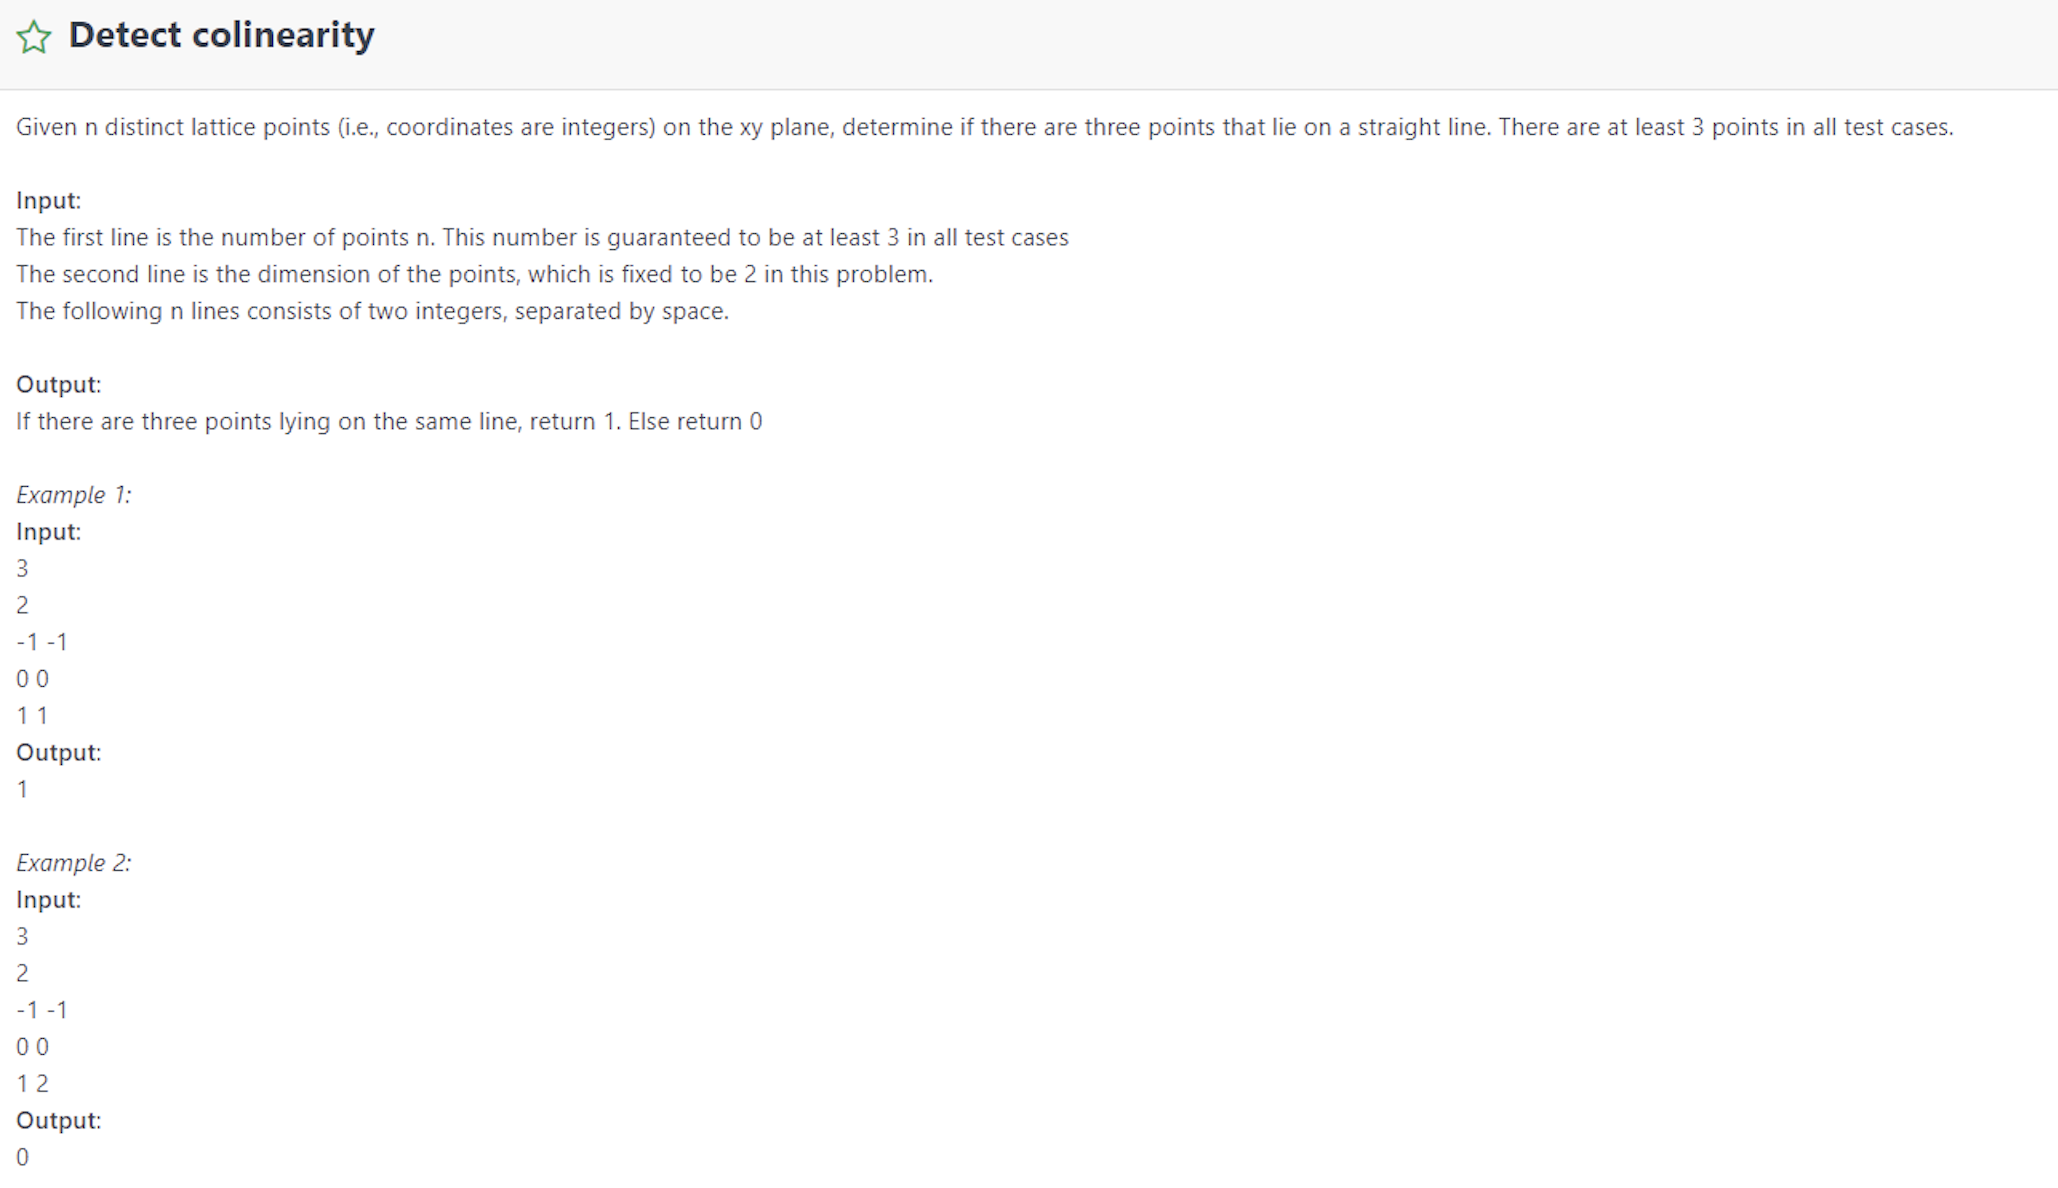 Detect colinearity
Given n distinct lattice points (i.e., coordinates are integers) on the xy plane, determine if there are three points that lie on a straight line. There are at least 3 points in all test cases.
Input:
The first line is the number of points n. This number is guaranteed to be at least 3 in all test cases
The second line is the dimension of the points, which is fixed to be 2 in this problem.
The following n lines consists of two integers, separated by space.
Output:
If there are three points lying on the same line, return 1. Else return 0
Example 1:
Input:
3
2
-1 -1
0 0
1 1
Output:
1
Example 2:
Input:
3
2
-1 -1
0 0
1 2
Output:
0